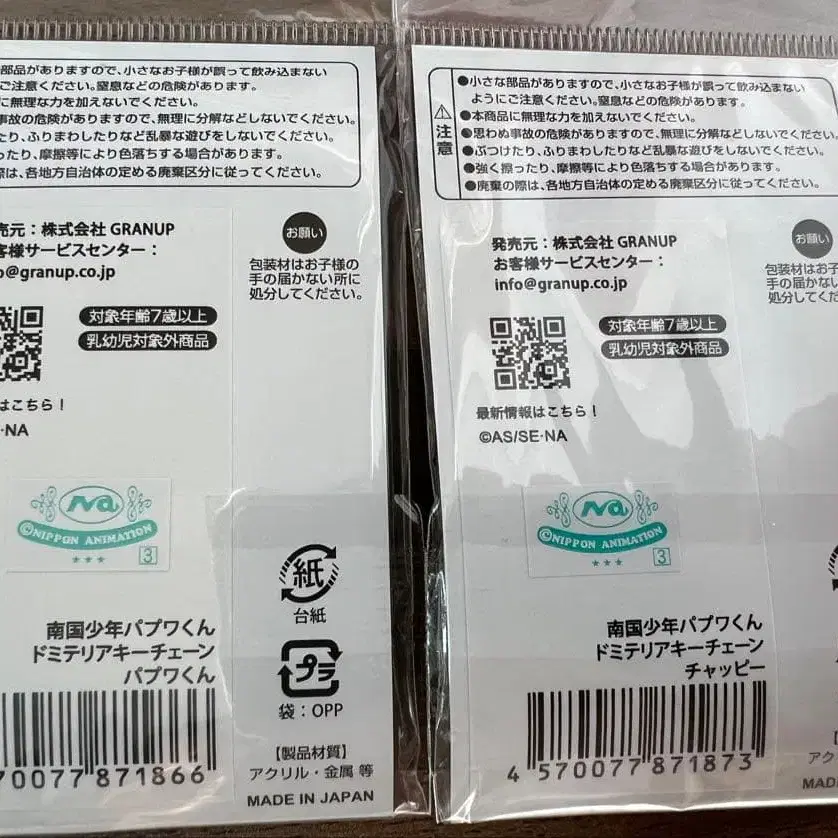 部品がありますので、小さなお子様が誤って飲み込まない
ご注意ください。窒息などの危険があります。
に無理な力を加えないでください。
事故の危険がありますので、無理に分解などしないでください。
たり、ふりまわしたりなど乱暴な遊びをしないでください。
ったり、摩擦等により色落ちする場合があります。
際は、各地方自治体の定める廃棄区分に従ってください。
売元：株式会社 GRANUP
客様サービスセンター：
o@granup.co.jp
お願い
包装材はお子様の
手の届かない所に
処分してください。
対象年齢7歳以上
乳幼児対象外商品
はこちら！
・NA
Na
©NIPPON ANIMATION
3
紙
台紙
プラ
袋：OPP
南国少年パプワくん
ドミテリアキーチェーン
パプワくん
70077 871866
【製品材質】
アクリル・金属 等
MADE IN JAPAN
注意
●小さな部品がありますので、小さなお子様が誤って飲み込まない
ようにご注意ください。窒息などの危険があります。
●本商品に無理な力を加えないでください。
●思わぬ事故の危険がありますので、無理に分解などしないでください。
●ぶつけたり、ふりまわしたりなど乱暴な遊びをしないでください。
●強く擦ったり、摩擦等により色落ちする場合があります。
●廃棄の際は、各地方自治体の定める廃棄区分に従ってください。
発売元：株式会社 GRANUP
お客様サービスセンター：
info@granup.co.jp
お願い
包装材はお子
手の届かない
処分してくだ
対象年齢7歳以上
乳幼児対象外商品
最新情報はこちら！
©AS/SE・NA
Na
©NIPPON ANIMATION
3
南国少年パプワくん
ドミテリアキーチェーン
チャッピー
4 570077 871873
アク
MADE